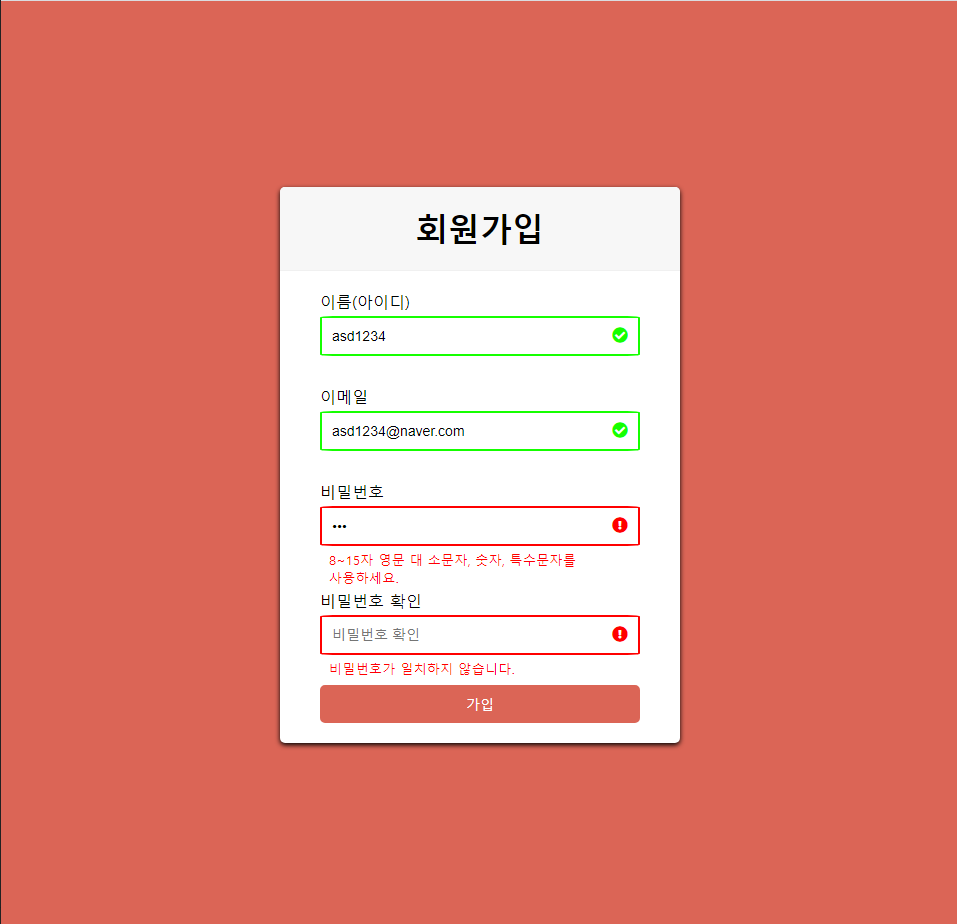 회원가입
이름(아이디)
asd1234
이메일
asd1234@naver.com
비밀번호
•••
8~15자 영문 대 소문자, 숫자, 특수문자를
사용하세요.
비밀번호 확인
비밀번호 확인
비밀번호가 일치하지 않습니다.
가입